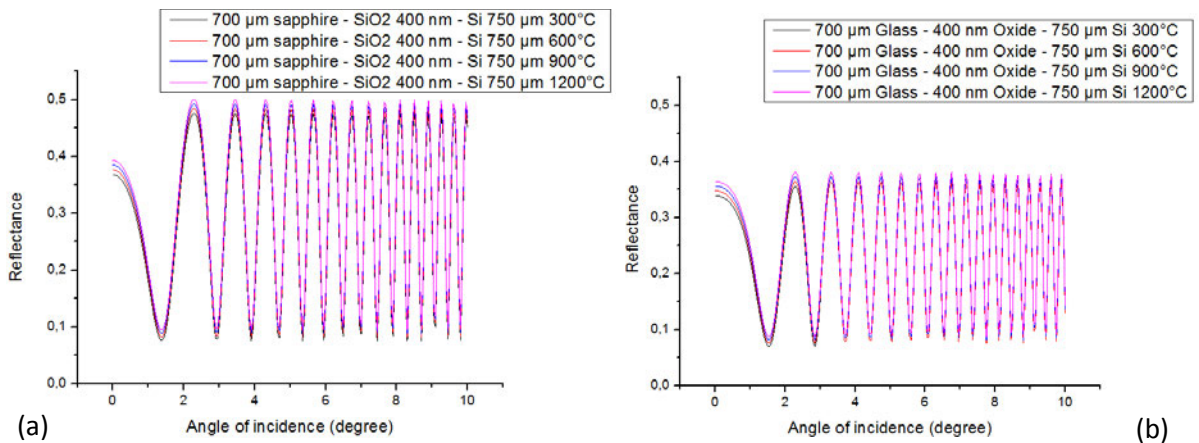 700 µm sapphire - SiO2 400 nm - Si 750 µm 300°C
700 µm sapphire - SiO2 400 nm - Si 750 µm 600°C
700 µm sapphire - SiO2 400 nm - Si 750 µm 900°C
700 µm sapphire - SiO2 400 nm - Si 750 µm 1200°C
0,5
0,4
0,3
0,2
0,1
0,0
Reflectance
0 2 4 6 8 10
Angle of incidence (degree)
(a)
700 µm Glass - 400 nm Oxide - 750 µm Si 300°C
700 µm Glass - 400 nm Oxide - 750 µm Si 600°C
700 µm Glass - 400 nm Oxide - 750 µm Si 900°C
700 µm Glass - 400 nm Oxide - 750 µm Si 1200°C
0,5
0,4
0,3
0,2
0,1
0,0
Reflectance
0 2 4 6 8 10
Angle of incidence (degree)
(b)